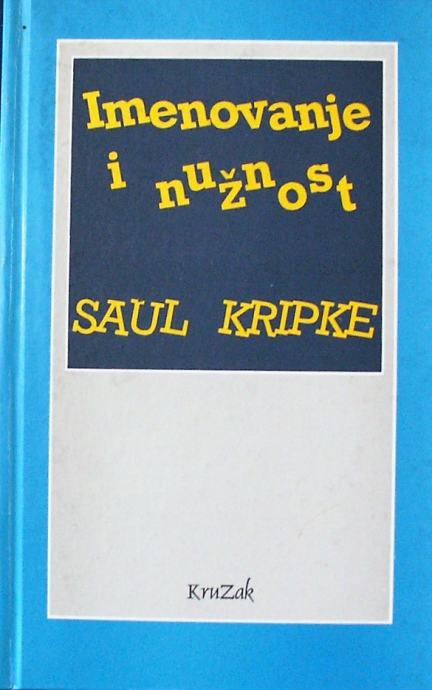 Imenovanje
i nužnost
SAUL KRIPKE
KruZak